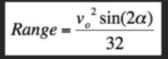 Range = v₀² sin(2α) / 32